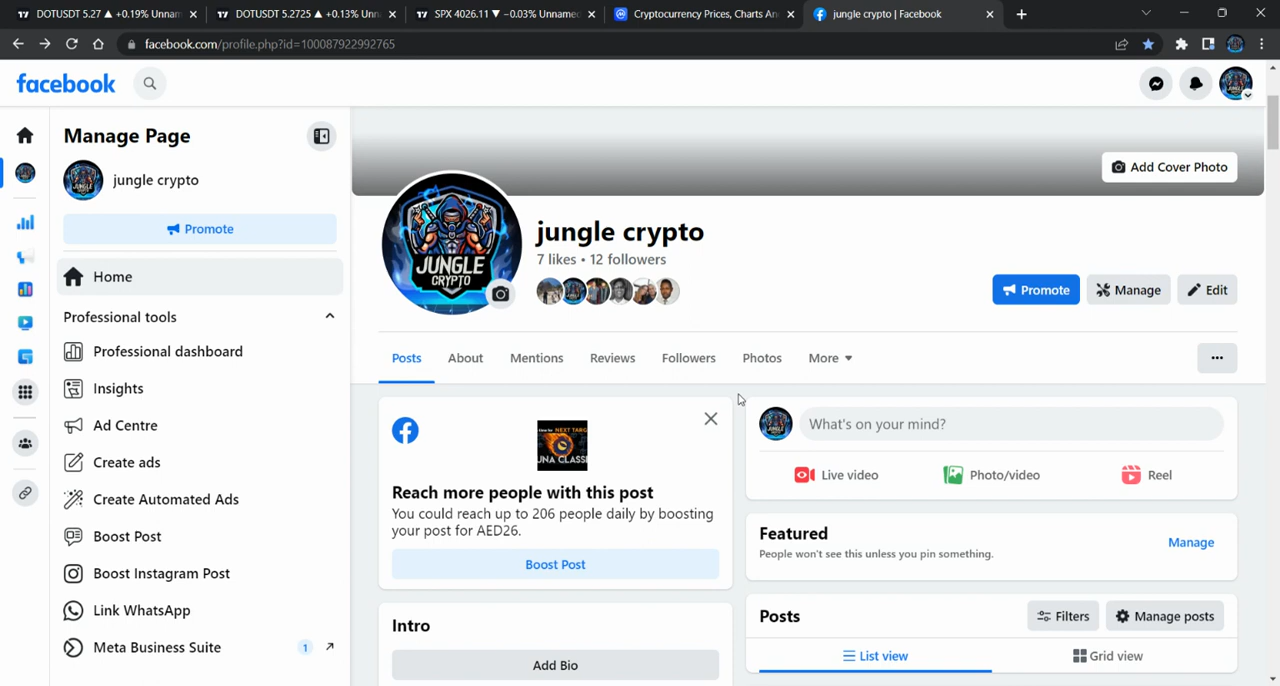 DOTUSDT 5.27 ▲ +0.19% Unnam
DOTUSDT 5.2725 ▲ +0.13% Unn
SPX 4026.11 ▼ −0.03% Unname
Cryptocurrency Prices, Charts An
jungle crypto | Facebook
facebook.com/profile.php?id=100087922992765
facebook
Manage Page
jungle crypto
Promote
Home
Professional tools
Professional dashboard
Insights
Ad Centre
Create ads
Create Automated Ads
Boost Post
Boost Instagram Post
Link WhatsApp
Meta Business Suite
1
Add Cover Photo
JUNGLE
CRYPTO
jungle crypto
7 likes • 12 followers
Promote
Manage
Edit
Posts
About
Mentions
Reviews
Followers
Photos
More
NEXT TARG
UNA CLASSI
Reach more people with this post
You could reach up to 206 people daily by boosting
your post for AED26.
Boost Post
Intro
Add Bio
What's on your mind?
Live video
Photo/video
Reel
Featured
People won't see this unless you pin something.
Manage
Posts
Filters
Manage posts
List view
Grid view